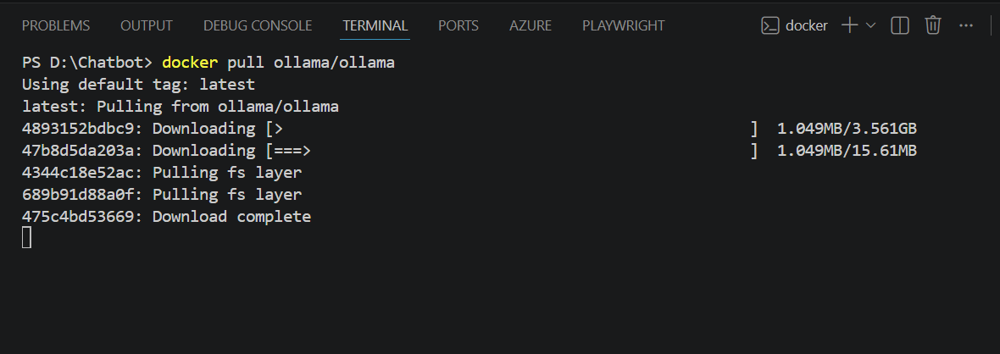 PROBLEMS OUTPUT DEBUG CONSOLE TERMINAL PORTS AZURE PLAYWRIGHT docker
PS D:\Chatbot> docker pull ollama/ollama
Using default tag: latest
latest: Pulling from ollama/ollama
4893152bdbc9: Downloading [> ] 1.049MB/3.561GB
47b8d5da203a: Downloading [===> ] 1.049MB/15.61MB
4344c18e52ac: Pulling fs layer
689b91d88a0f: Pulling fs layer
475c4bd53669: Download complete